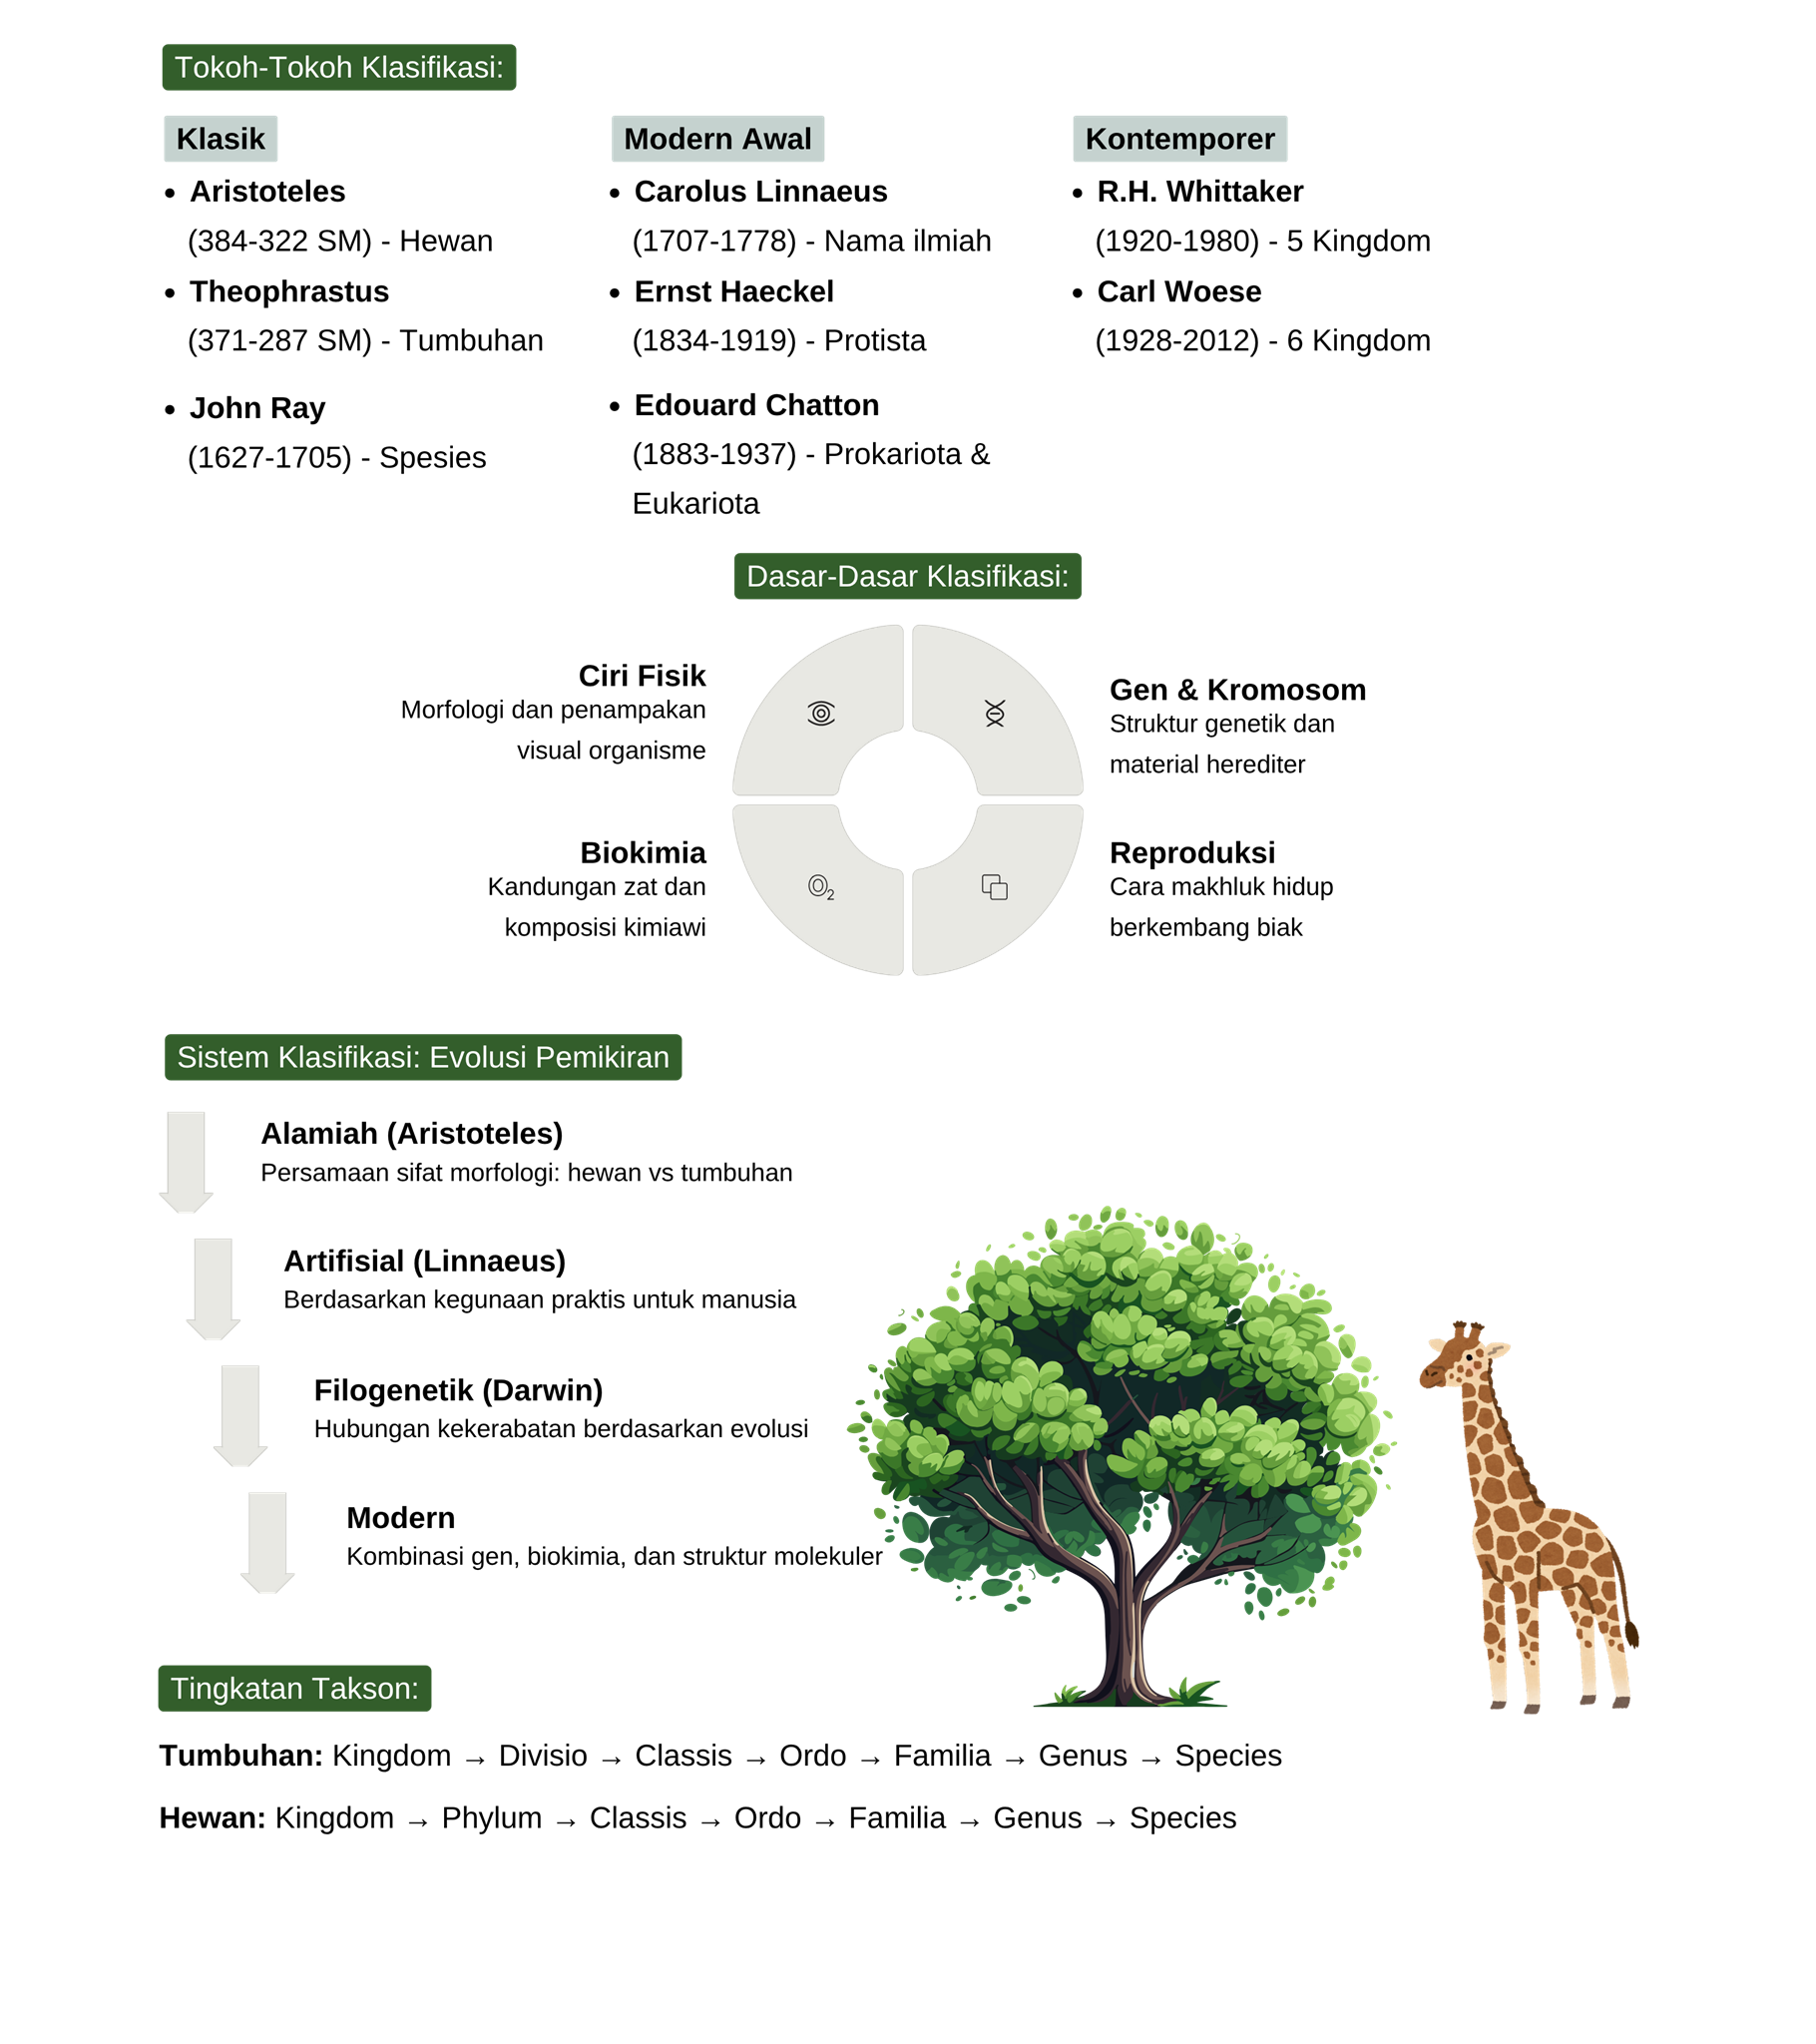 Tokoh-Tokoh Klasifikasi:
Klasik
• Aristoteles
(384-322 SM) - Hewan
• Theophrastus
(371-287 SM) - Tumbuhan
• John Ray
(1627-1705) - Spesies
Modern Awal
• Carolus Linnaeus
(1707-1778) - Nama ilmiah
• Ernst Haeckel
(1834-1919) - Protista
• Edouard Chatton
(1883-1937) - Prokariota &
Eukariota
Kontemporer
• R.H. Whittaker
(1920-1980) - 5 Kingdom
• Carl Woese
(1928-2012) - 6 Kingdom
Dasar-Dasar Klasifikasi:
Ciri Fisik
Morfologi dan penampakan
visual organisme
Gen & Kromosom
Struktur genetik dan
material herediter
Biokimia
Kandungan zat dan
komposisi kimiawi
O₂
Reproduksi
Cara makhluk hidup
berkembang biak
Sistem Klasifikasi: Evolusi Pemikiran
Alamiah (Aristoteles)
Persamaan sifat morfologi: hewan vs tumbuhan
Artifisial (Linnaeus)
Berdasarkan kegunaan praktis untuk manusia
Filogenetik (Darwin)
Hubungan kekerabatan berdasarkan evolusi
Modern
Kombinasi gen, biokimia, dan struktur molekuler
Tingkatan Takson:
Tumbuhan: Kingdom → Divisio → Classis → Ordo → Familia → Genus → Species
Hewan: Kingdom → Phylum → Classis → Ordo → Familia → Genus → Species